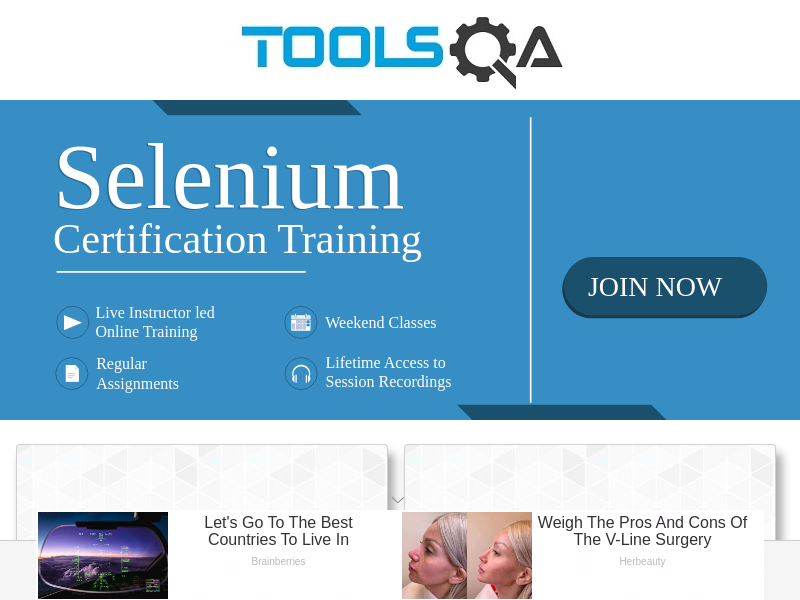 TOOLSQA
Selenium
Certification Training
Live Instructor led
Online Training
Weekend Classes
Regular
Assignments
Lifetime Access to
Session Recordings
JOIN NOW
Let's Go To The Best
Countries To Live In
Brainberries
Weigh The Pros And Cons Of
The V-Line Surgery
Herbeauty